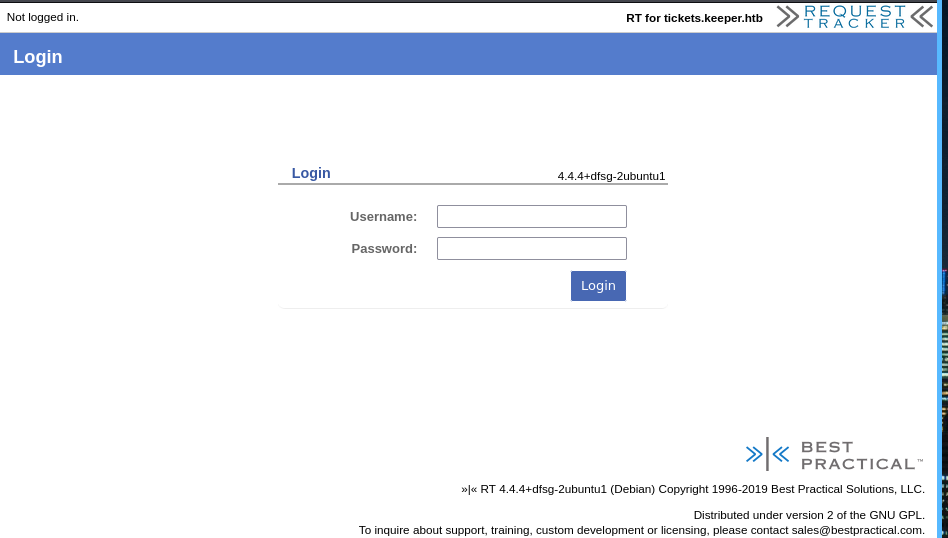 Not logged in.
RT for tickets.keeper.htb
REQUEST
TRACKER
Login
Login
4.4.4+dfsg-2ubuntu1
Username:
Password:
Login
BEST
PRACTICAL™
»|« RT 4.4.4+dfsg-2ubuntu1 (Debian) Copyright 1996-2019 Best Practical Solutions, LLC.
Distributed under version 2 of the GNU GPL.
To inquire about support, training, custom development or licensing, please contact sales@bestpractical.com.